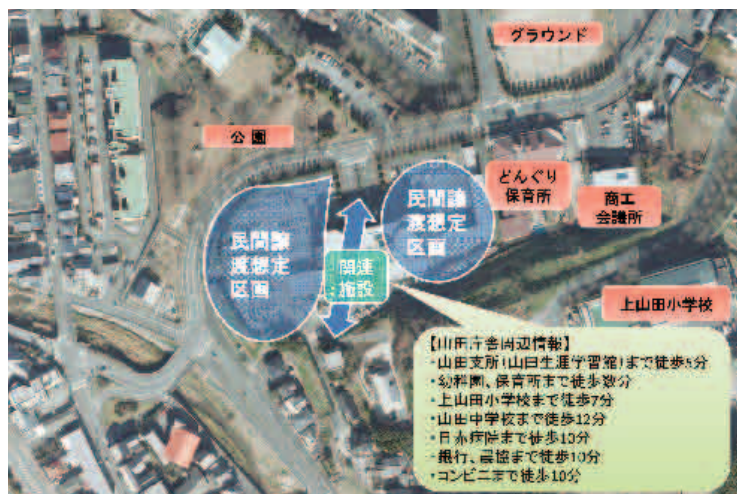 グラウンド
公園
どんぐり
保育所
商工
会議所
民間譲
渡想定
区画
民間譲
渡想定
区画
関連
施設
上山田小学校
【山田庁舎周辺情報】
・山田支所(山田生涯学習館)まで徒歩5分
・幼稚園、保育所まで徒歩数分
・上山田小学校まで徒歩7分
・山田中学校まで徒歩12分
・日赤病院まで徒歩10分
・銀行、農協まで徒歩10分
・コンビニまで徒歩10分